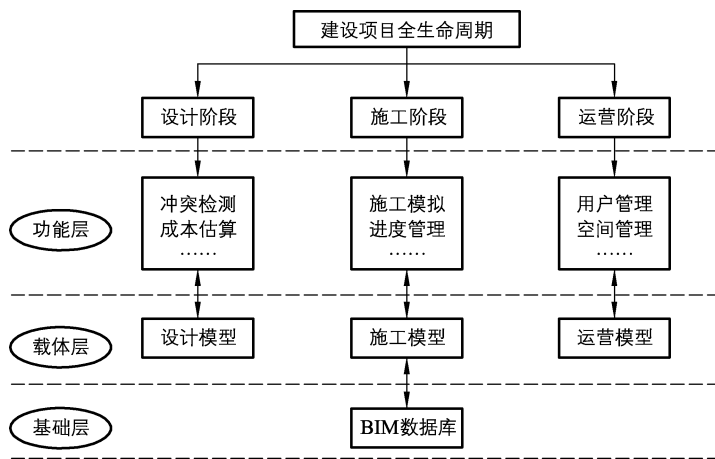 建设项目全生命周期
设计阶段
施工阶段
运营阶段
功能层
冲突检测
成本估算
……
施工模拟
进度管理
……
用户管理
空间管理
……
载体层
设计模型
施工模型
运营模型
基础层
BIM数据库